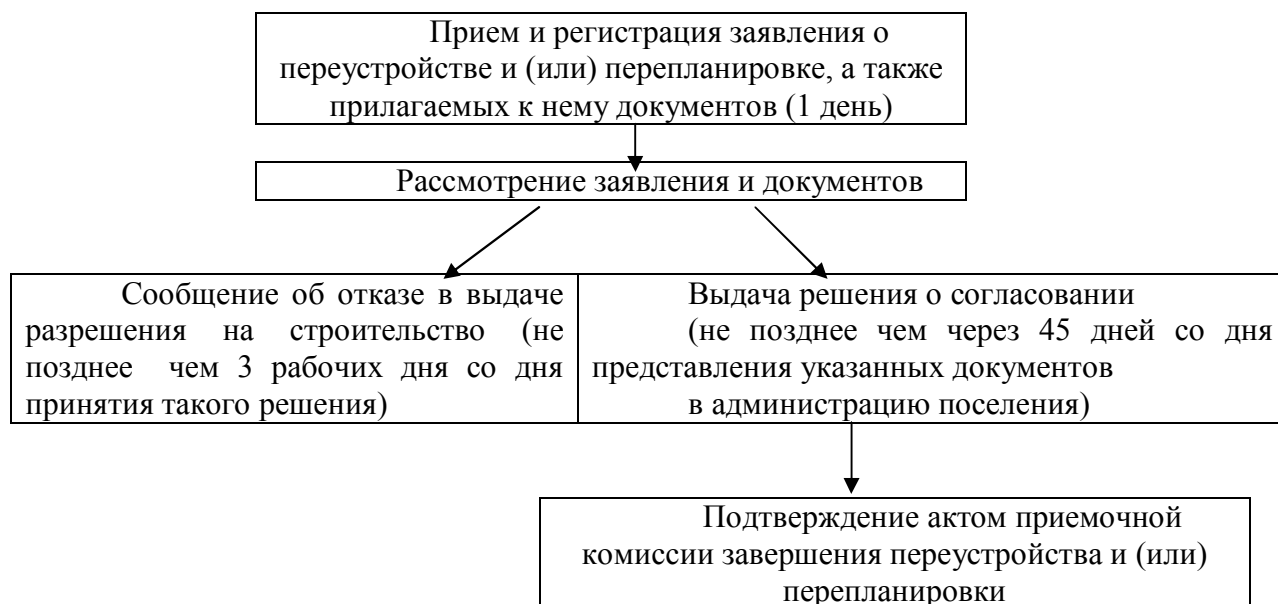 Прием и регистрация заявления о
переустройстве и (или) перепланировке, а также
прилагаемых к нему документов (1 день)
Рассмотрение заявления и документов
Сообщение об отказе в выдаче
разрешения на строительство (не
позднее чем 3 рабочих дня со дня
принятия такого решения)
Выдача решения о согласовании
(не позднее чем через 45 дней со дня
представления указанных документов
в администрацию поселения)
Подтверждение актом приемочной
комиссии завершения переустройства и (или)
перепланировки